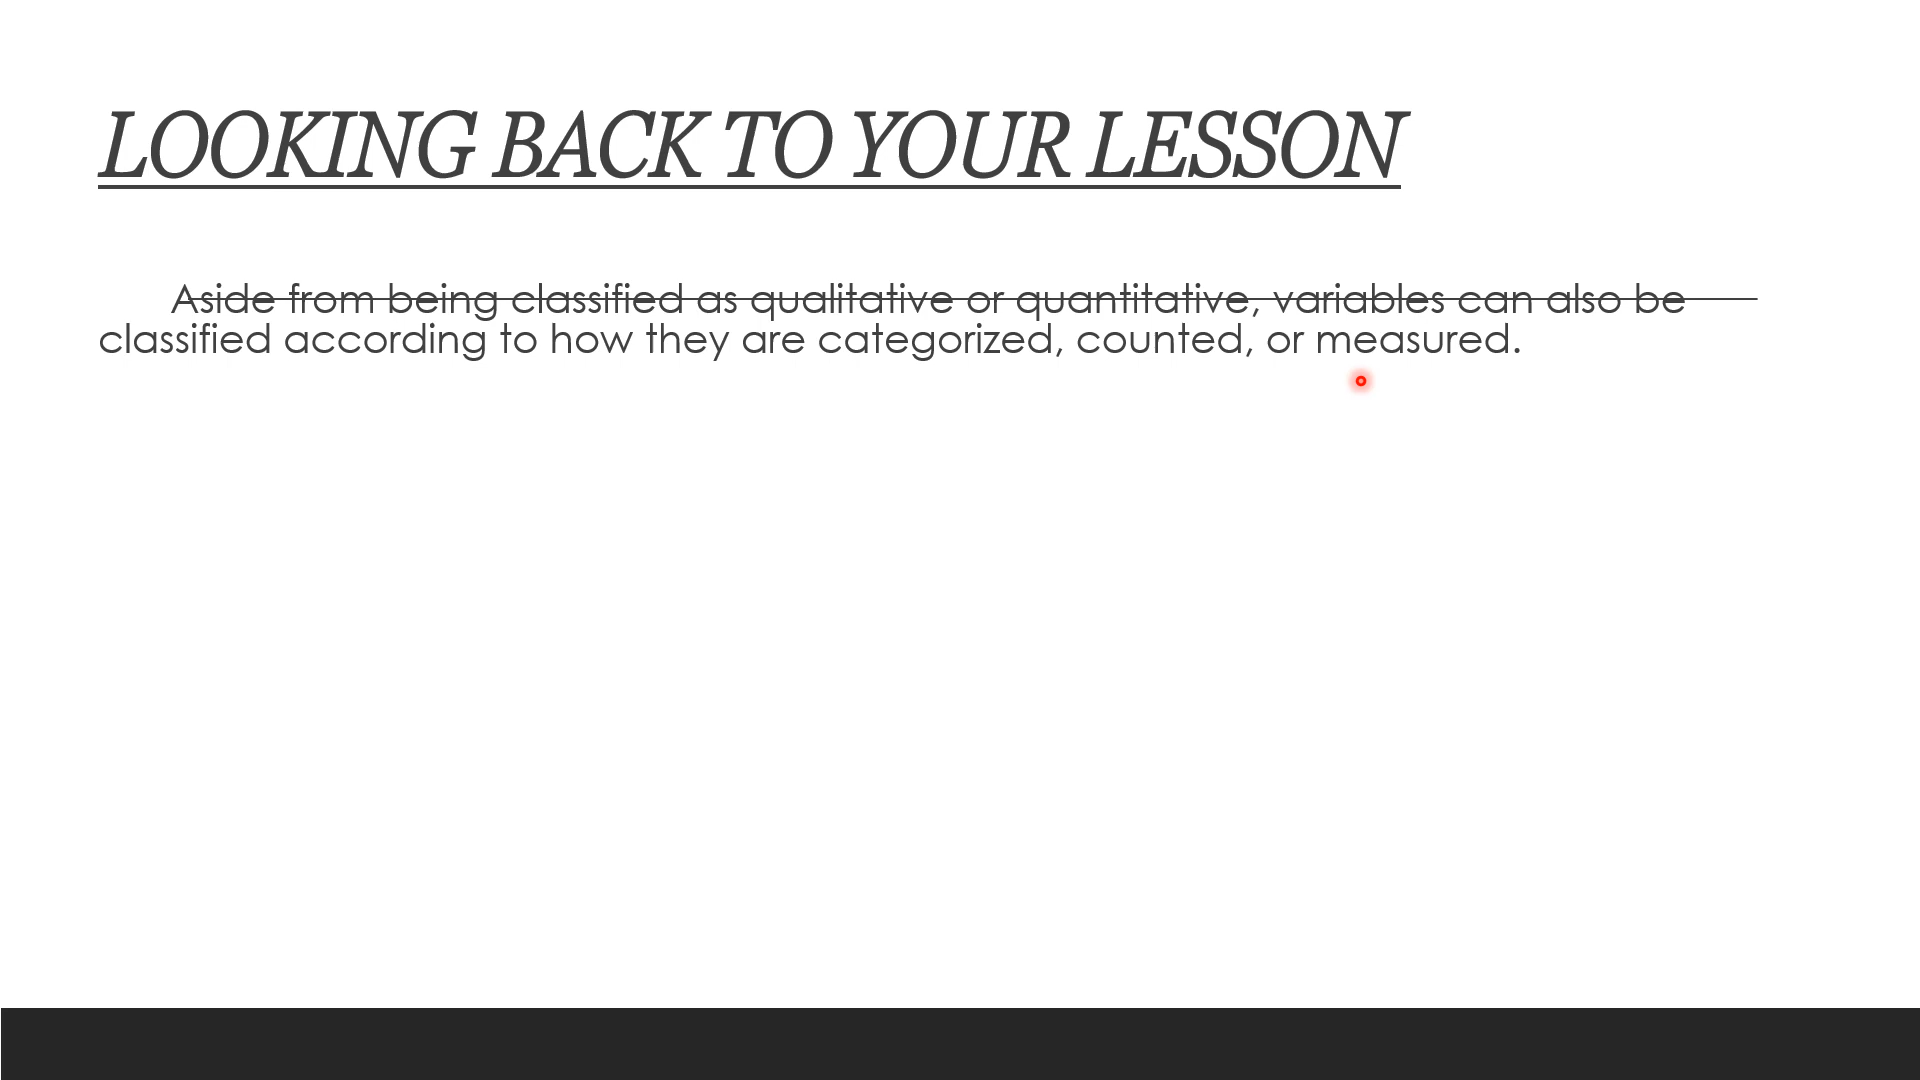 LOOKING BACK TO YOUR LESSON
Aside from being classified as qualitative or quantitative, variables can also be
classified according to how they are categorized, counted, or measured.